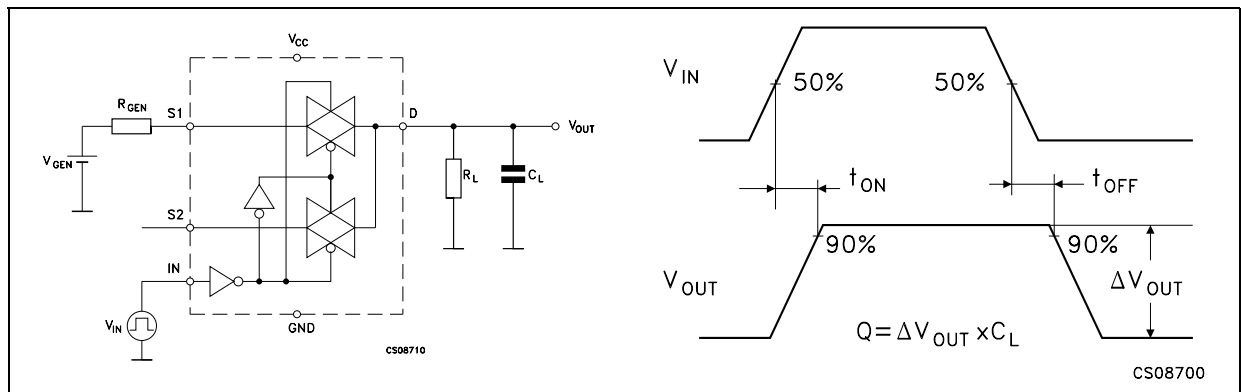 VCC
RGEN
S1
D
VOUT
VGEN
RL
CL
S2
IN
VIN
GND
CS08710
VIN
50%
50%
tON
tOFF
90%
90%
VOUT
ΔVOUT
Q=ΔVOUT xCL
CS08700